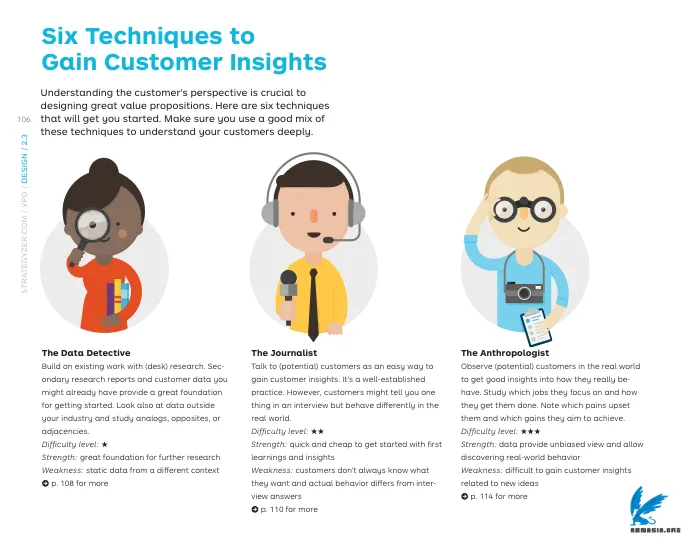 Six Techniques to
Gain Customer Insights
Understanding the customer's perspective is crucial to
designing great value propositions. Here are six techniques
that will get you started. Make sure you use a good mix of
these techniques to understand your customers deeply.
106
STRATEGYZER.COM / VPD / DESIGN / 2.3
The Data Detective
Build on existing work with (desk) research. Sec-
ondary research reports and customer data you
might already have provide a great foundation
for getting started. Look also at data outside
your industry and study analogs, opposites, or
adjacencies.
Difficulty level: ★
Strength: great foundation for further research
Weakness: static data from a different context
➔ p. 108 for more
The Journalist
Talk to (potential) customers as an easy way to
gain customer insights. It's a well-established
practice. However, customers might tell you one
thing in an interview but behave differently in the
real world.
Difficulty level: ★★
Strength: quick and cheap to get started with first
learnings and insights
Weakness: customers don't always know what
they want and actual behavior differs from inter-
view answers
➔ p. 110 for more
The Anthropologist
Observe (potential) customers in the real world
to get good insights into how they really be-
have. Study which jobs they focus on and how
they get them done. Note which pains upset
them and which gains they aim to achieve.
Difficulty level: ★★★
Strength: data provide unbiased view and allow
discovering real-world behavior
Weakness: difficult to gain customer insights
related to new ideas
➔ p. 114 for more
ABNASIA.ORG